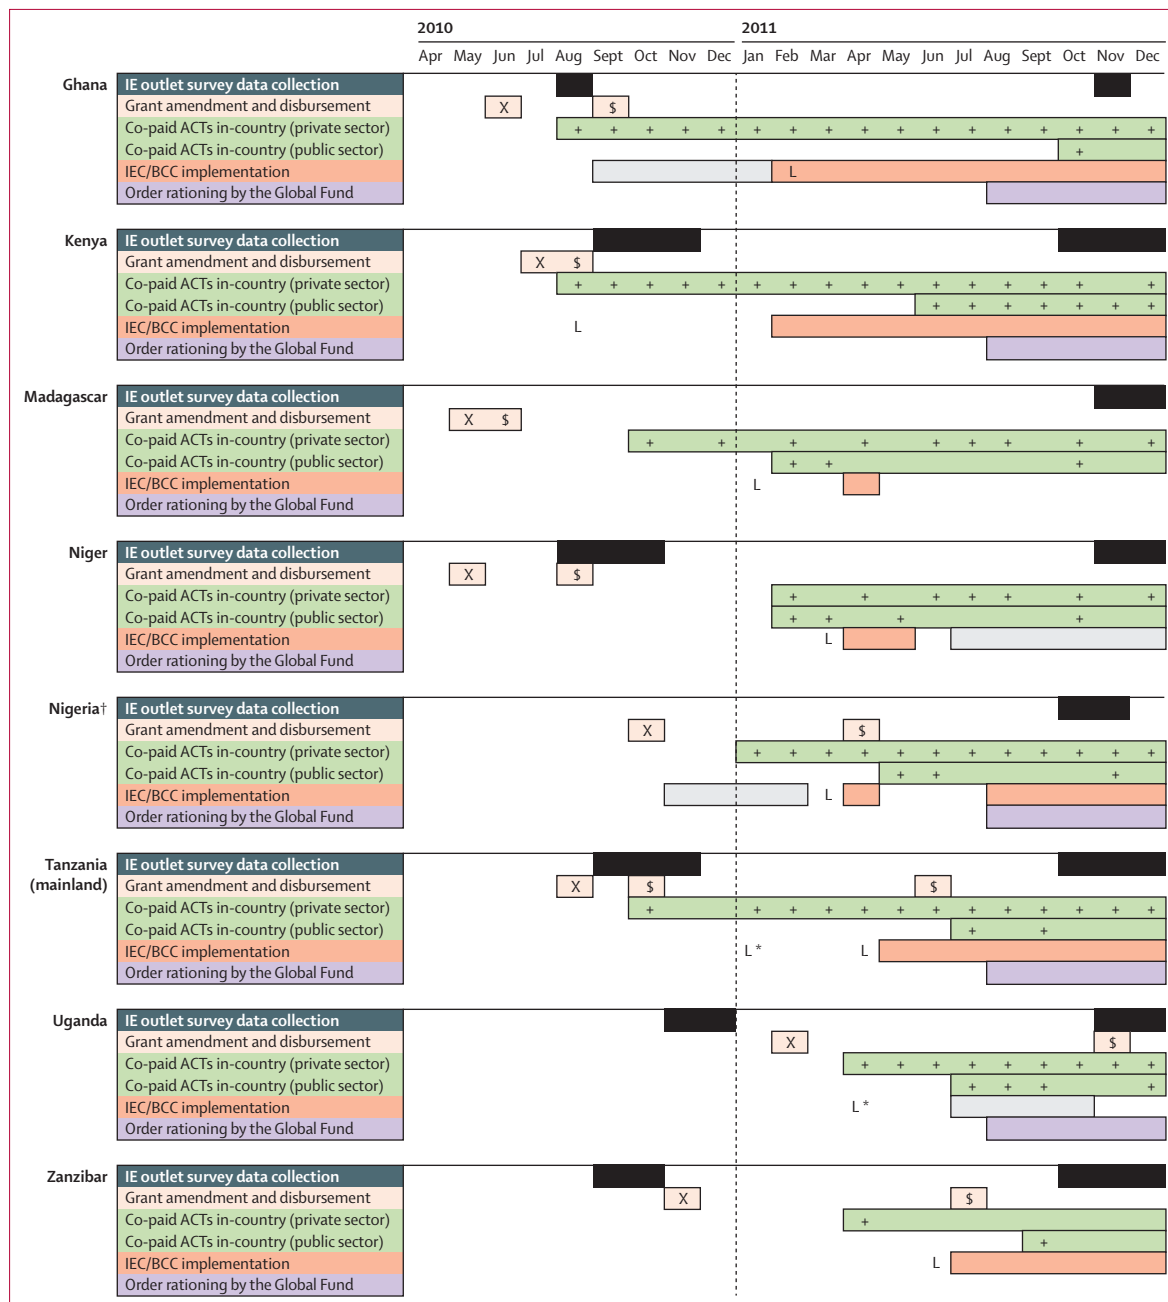 2010 2011
Apr May Jun Jul Aug Sept Oct Nov Dec Jan Feb Mar Apr May Jun Jul Aug Sept Oct Nov Dec
Ghana IE outlet survey data collection
Grant amendment and disbursement X $
Co-paid ACTs in-country (private sector) + + + + + + + + + + + + + + + + +
Co-paid ACTs in-country (public sector) +
IEC/BCC implementation L
Order rationing by the Global Fund
Kenya IE outlet survey data collection
Grant amendment and disbursement X $
Co-paid ACTs in-country (private sector) + + + + + + + + + + + + + + + +
Co-paid ACTs in-country (public sector) + + + + + + +
IEC/BCC implementation L
Order rationing by the Global Fund
Madagascar IE outlet survey data collection
Grant amendment and disbursement X $
Co-paid ACTs in-country (private sector) + + + + + + + + +
Co-paid ACTs in-country (public sector) + + +
IEC/BCC implementation L
Order rationing by the Global Fund
Niger IE outlet survey data collection
Grant amendment and disbursement X $
Co-paid ACTs in-country (private sector) + + + + + + +
Co-paid ACTs in-country (public sector) + + + +
IEC/BCC implementation L
Order rationing by the Global Fund
Nigeria† IE outlet survey data collection
Grant amendment and disbursement X $
Co-paid ACTs in-country (private sector) + + + + + + + + + + + +
Co-paid ACTs in-country (public sector) + + +
IEC/BCC implementation L
Order rationing by the Global Fund
Tanzania IE outlet survey data collection
(mainland) Grant amendment and disbursement X $ $
Co-paid ACTs in-country (private sector) + + + + + + + + + + + + +
Co-paid ACTs in-country (public sector) + +
IEC/BCC implementation L * L
Order rationing by the Global Fund
Uganda IE outlet survey data collection
Grant amendment and disbursement X $
Co-paid ACTs in-country (private sector) + + + + + + + + +
Co-paid ACTs in-country (public sector) + + + +
IEC/BCC implementation L *
Order rationing by the Global Fund
Zanzibar IE outlet survey data collection
Grant amendment and disbursement X $
Co-paid ACTs in-country (private sector) +
Co-paid ACTs in-country (public sector) +
IEC/BCC implementation L
Order rationing by the Global Fund